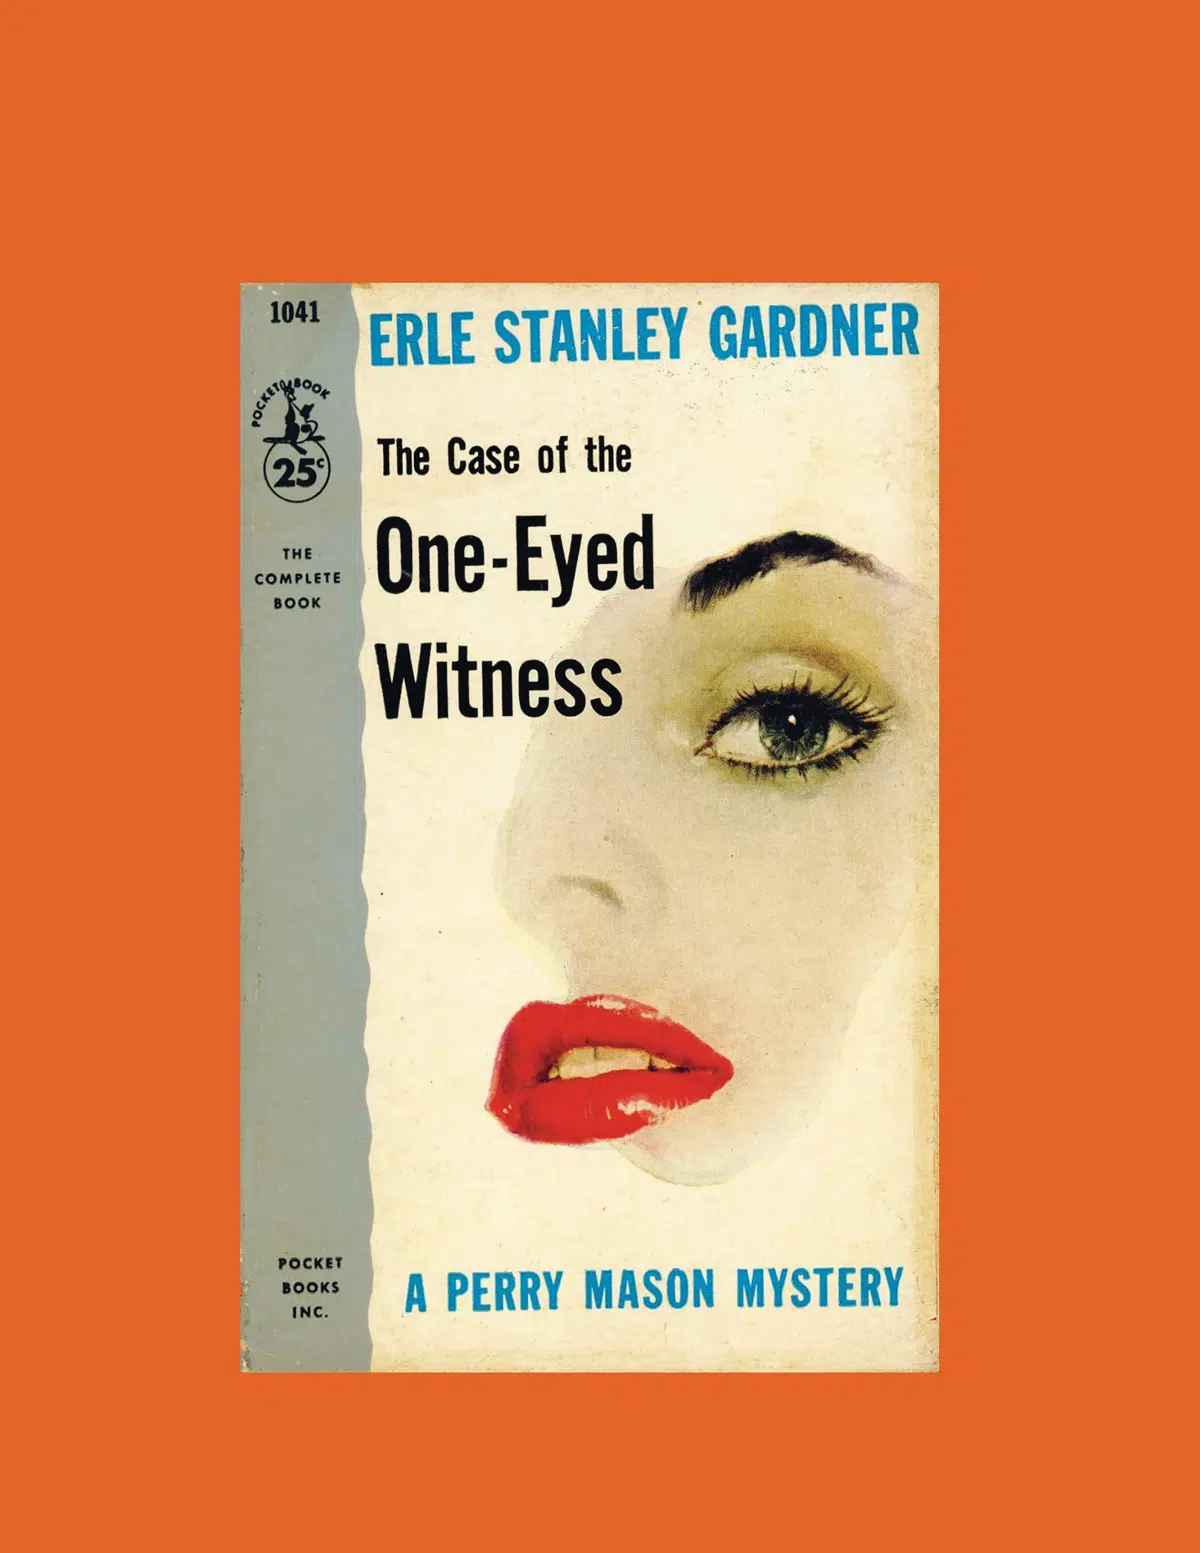 1041
POCKET BOOK
25¢
THE
COMPLETE
BOOK
POCKET
BOOKS
INC.
ERLE STANLEY GARDNER
The Case of the
One-Eyed
Witness
A PERRY MASON MYSTERY